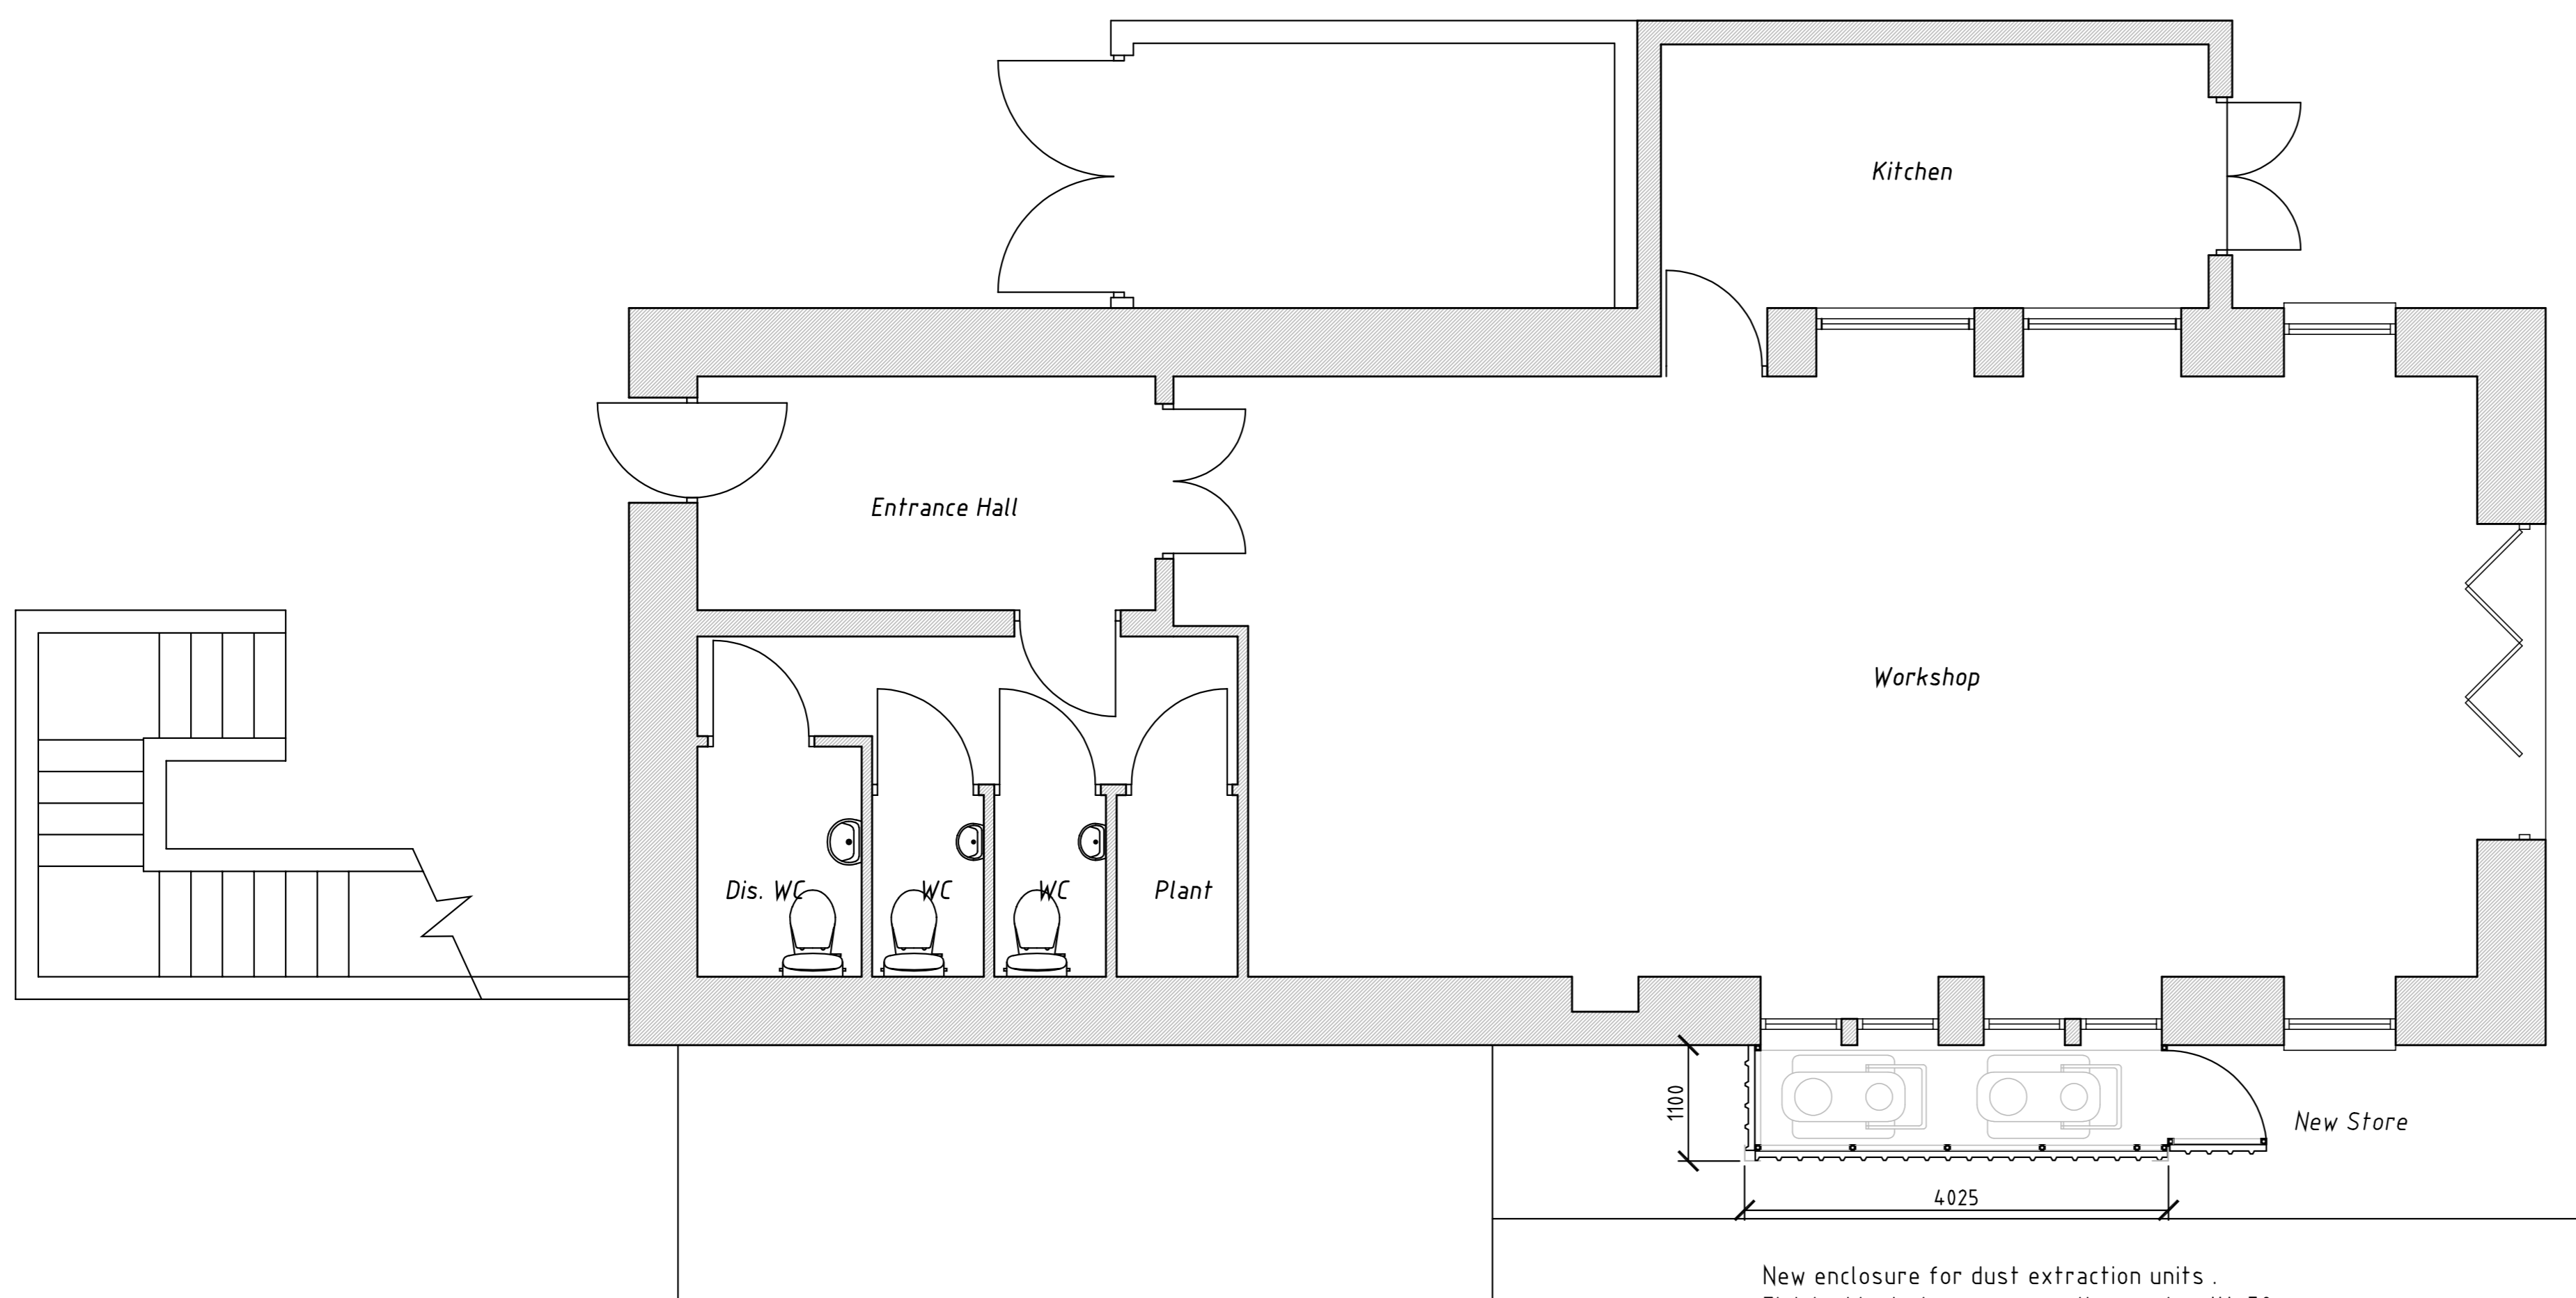 Kitchen
Entrance Hall
Workshop
Dis. WC
WC
WC
Plant
1100
New Store
4025
New enclosure for dust extraction units .